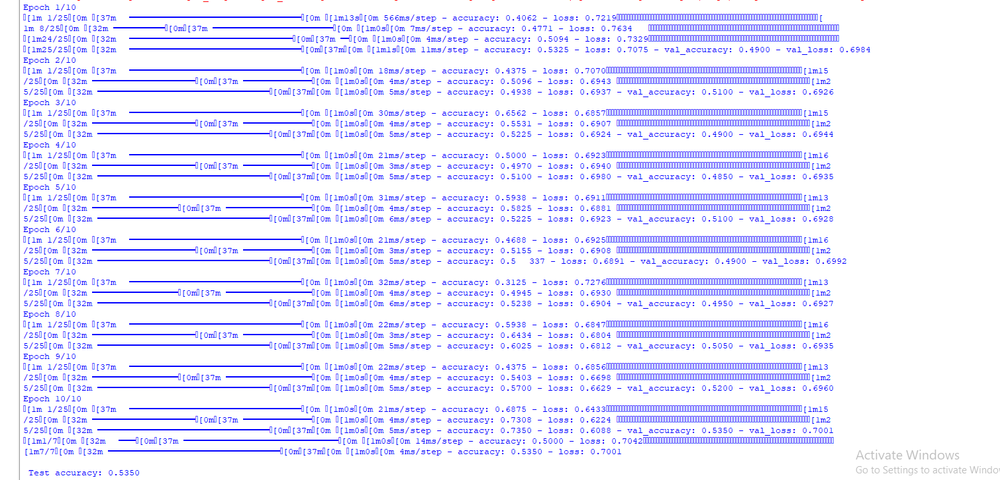 Epoch 1/10
[1m 1/25[0m [37m ━━━━━━━━━━━━━━━━━━━━[0m [1m13s[0m 566ms/step - accuracy: 0.4062 - loss: 0.7219[
1m 8/25[0m [32m ━━━━━━[0m[37m ━━━━━━━━━━━━━━[0m [1m0s[0m 7ms/step - accuracy: 0.4771 - loss: 0.7634
[1m24/25[0m [32m ━━━━━━━━━━━━━━━━━━━[0m[37m ━[0m [1m0s[0m 4ms/step - accuracy: 0.5094 - loss: 0.7329
[1m25/25[0m [32m ━━━━━━━━━━━━━━━━━━━━[0m[37m[0m [1m1s[0m 11ms/step - accuracy: 0.5325 - loss: 0.7075 - val_accuracy: 0.4900 - val_loss: 0.6984
Epoch 2/10
[1m 1/25[0m [37m ━━━━━━━━━━━━━━━━━━━━[0m [1m0s[0m 18ms/step - accuracy: 0.4375 - loss: 0.7070[1m15
/25[0m [32m ━━━━━━━━━━━━[0m[37m ━━━━━━━━[0m [1m0s[0m 4ms/step - accuracy: 0.5096 - loss: 0.6943 [1m2
5/25[0m [32m ━━━━━━━━━━━━━━━━━━━━[0m[37m[0m [1m0s[0m 5ms/step - accuracy: 0.4938 - loss: 0.6937 - val_accuracy: 0.5100 - val_loss: 0.6926
Epoch 3/10
[1m 1/25[0m [37m ━━━━━━━━━━━━━━━━━━━━[0m [1m0s[0m 30ms/step - accuracy: 0.6562 - loss: 0.6857[1m15
/25[0m [32m ━━━━━━━━━━━━[0m[37m ━━━━━━━━[0m [1m0s[0m 4ms/step - accuracy: 0.5531 - loss: 0.6907 [1m2
5/25[0m [32m ━━━━━━━━━━━━━━━━━━━━[0m[37m[0m [1m0s[0m 5ms/step - accuracy: 0.5225 - loss: 0.6924 - val_accuracy: 0.4900 - val_loss: 0.6944
Epoch 4/10
[1m 1/25[0m [37m ━━━━━━━━━━━━━━━━━━━━[0m [1m0s[0m 21ms/step - accuracy: 0.5000 - loss: 0.6923[1m16
/25[0m [32m ━━━━━━━━━━━━[0m[37m ━━━━━━━━[0m [1m0s[0m 3ms/step - accuracy: 0.4970 - loss: 0.6940 [1m2
5/25[0m [32m ━━━━━━━━━━━━━━━━━━━━[0m[37m[0m [1m0s[0m 5ms/step - accuracy: 0.5100 - loss: 0.6980 - val_accuracy: 0.4850 - val_loss: 0.6935
Epoch 5/10
[1m 1/25[0m [37m ━━━━━━━━━━━━━━━━━━━━[0m [1m0s[0m 31ms/step - accuracy: 0.5938 - loss: 0.6911[1m13
/25[0m [32m ━━━━━━━━━━[0m[37m ━━━━━━━━━━[0m [1m0s[0m 4ms/step - accuracy: 0.5825 - loss: 0.6881 [1m2
5/25[0m [32m ━━━━━━━━━━━━━━━━━━━━[0m[37m[0m [1m0s[0m 6ms/step - accuracy: 0.5225 - loss: 0.6923 - val_accuracy: 0.5100 - val_loss: 0.6928
Epoch 6/10
[1m 1/25[0m [37m ━━━━━━━━━━━━━━━━━━━━[0m [1m0s[0m 21ms/step - accuracy: 0.4688 - loss: 0.6925[1m16
/25[0m [32m ━━━━━━━━━━━━[0m[37m ━━━━━━━━[0m [1m0s[0m 3ms/step - accuracy: 0.5155 - loss: 0.6908 [1m2
5/25[0m [32m ━━━━━━━━━━━━━━━━━━━━[0m[37m[0m [1m0s[0m 5ms/step - accuracy: 0.5 337 - loss: 0.6891 - val_accuracy: 0.4900 - val_loss: 0.6992
Epoch 7/10
[1m 1/25[0m [37m ━━━━━━━━━━━━━━━━━━━━[0m [1m0s[0m 32ms/step - accuracy: 0.3125 - loss: 0.7276[1m13
/25[0m [32m ━━━━━━━━━━[0m[37m ━━━━━━━━━━[0m [1m0s[0m 4ms/step - accuracy: 0.4945 - loss: 0.6930 [1m2
5/25[0m [32m ━━━━━━━━━━━━━━━━━━━━[0m[37m[0m [1m0s[0m 6ms/step - accuracy: 0.5238 - loss: 0.6904 - val_accuracy: 0.4950 - val_loss: 0.6927
Epoch 8/10
[1m 1/25[0m [37m ━━━━━━━━━━━━━━━━━━━━[0m [1m0s[0m 22ms/step - accuracy: 0.5938 - loss: 0.6847[1m16
/25[0m [32m ━━━━━━━━━━━━[0m[37m ━━━━━━━━[0m [1m0s[0m 3ms/step - accuracy: 0.6434 - loss: 0.6804 [1m2
5/25[0m [32m ━━━━━━━━━━━━━━━━━━━━[0m[37m[0m [1m0s[0m 5ms/step - accuracy: 0.6025 - loss: 0.6812 - val_accuracy: 0.5050 - val_loss: 0.6935
Epoch 9/10
[1m 1/25[0m [37m ━━━━━━━━━━━━━━━━━━━━[0m [1m0s[0m 22ms/step - accuracy: 0.4375 - loss: 0.6856[1m13
/25[0m [32m ━━━━━━━━━━[0m[37m ━━━━━━━━━━[0m [1m0s[0m 4ms/step - accuracy: 0.5403 - loss: 0.6698 [1m2
5/25[0m [32m ━━━━━━━━━━━━━━━━━━━━[0m[37m[0m [1m0s[0m 5ms/step - accuracy: 0.5700 - loss: 0.6629 - val_accuracy: 0.5200 - val_loss: 0.6960
Epoch 10/10
[1m 1/25[0m [37m ━━━━━━━━━━━━━━━━━━━━[0m [1m0s[0m 21ms/step - accuracy: 0.6875 - loss: 0.6433[1m15
/25[0m [32m ━━━━━━━━━━━━[0m[37m ━━━━━━━━[0m [1m0s[0m 4ms/step - accuracy: 0.7308 - loss: 0.6224 [1m2
5/25[0m [32m ━━━━━━━━━━━━━━━━━━━━[0m[37m[0m [1m0s[0m 5ms/step - accuracy: 0.7350 - loss: 0.6088 - val_accuracy: 0.5350 - val_loss: 0.7001
[1m1/7[0m [32m ━━[0m[37m ━━━━━━━━━━━━━━━━━━[0m [1m0s[0m 14ms/step - accuracy: 0.5000 - loss: 0.7042
[1m7/7[0m [32m ━━━━━━━━━━━━━━━━━━━━[0m[37m[0m [1m0s[0m 4ms/step - accuracy: 0.5350 - loss: 0.7001
Test accuracy: 0.5350
Activate Windows
Go to Settings to activate Windo